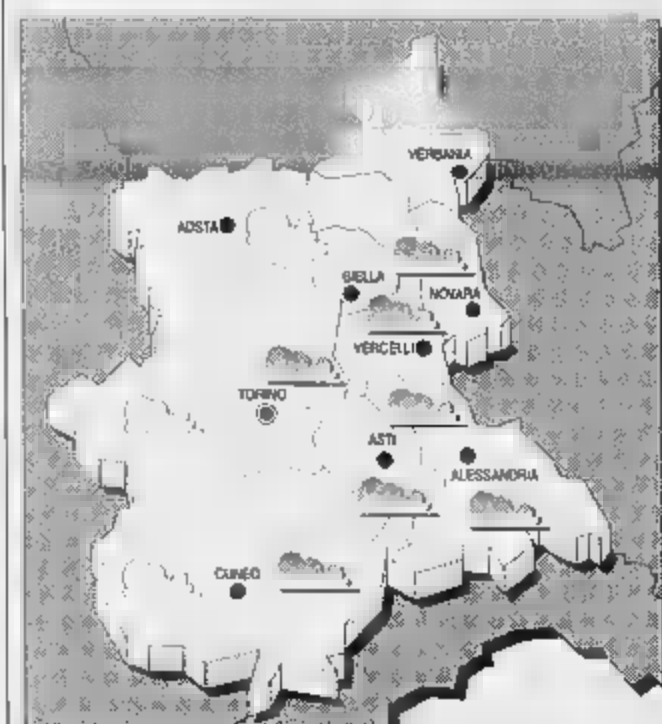 VERBANIA
AOSTA
BIELLA
NOVARA
VERCELLI
TORINO
ASTI
ALESSANDRIA
CUNEO